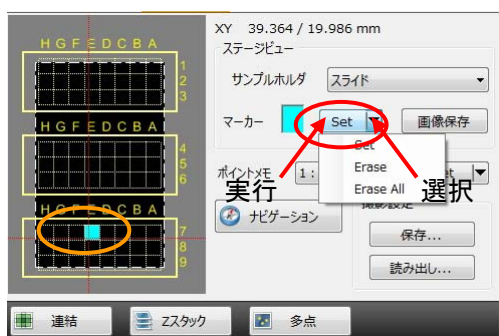 XY 39.364 / 19.986 mm
ステージビュー
サンプルホルダ スライド
マーカー Set 画像保存
Set
Erase
Erase All
ポイントメモ 1 :
実行
選択
ナビゲーション
撮影設定
保存...
読み出し...
H G F E D C B A
1
2
3
H G F E D C B A
4
5
6
H G F E D C B A
7
8
9
連結 Zスタック 多点